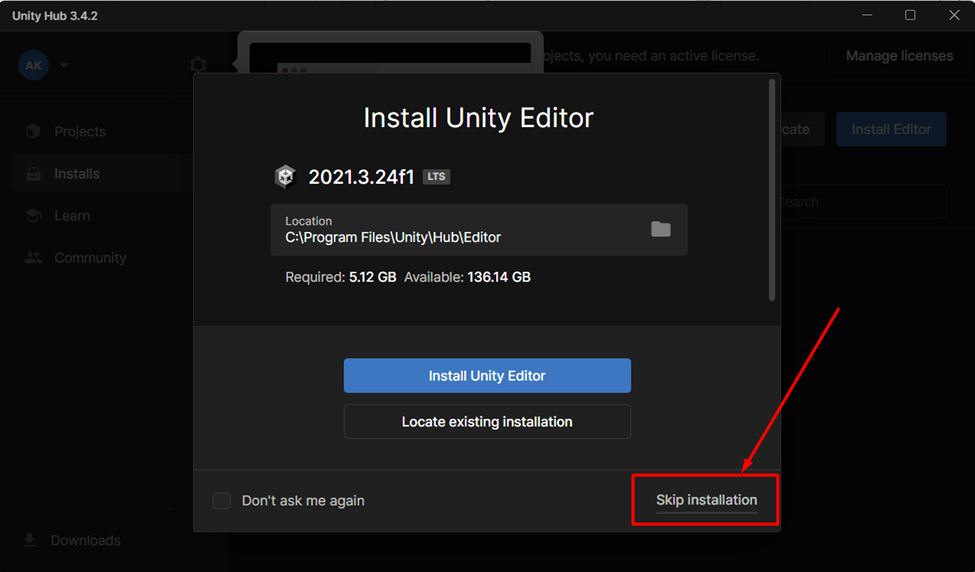 Unity Hub 3.4.2
AK
ojects, you need an active license.
Manage licenses
Projects
Installs
Learn
Community
Downloads
cate
Install Editor
Search
Install Unity Editor
2021.3.24f1 LTS
Location
C:\Program Files\Unity\Hub\Editor
Required: 5.12 GB Available: 136.14 GB
Install Unity Editor
Locate existing installation
Don't ask me again
Skip installation